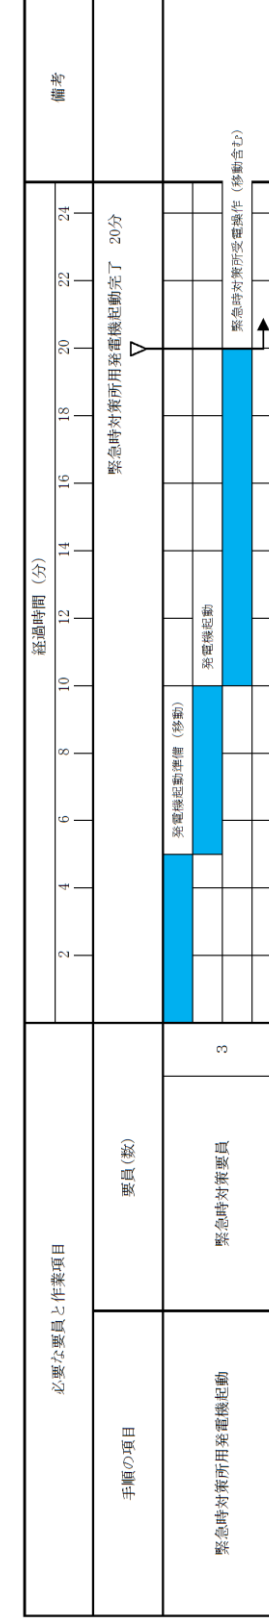 必要な要員と作業項目
経過時間（分）
備考
2 4 6 8 10 12 14 16 18 20 22 24
手順の項目
要員(数)
緊急時対策所用発電機起動完了 20分
緊急時対策所用発電機起動
緊急時対策要員
3
発電機起動準備（移動）
発電機起動
緊急時対策所受電操作（移動含む）